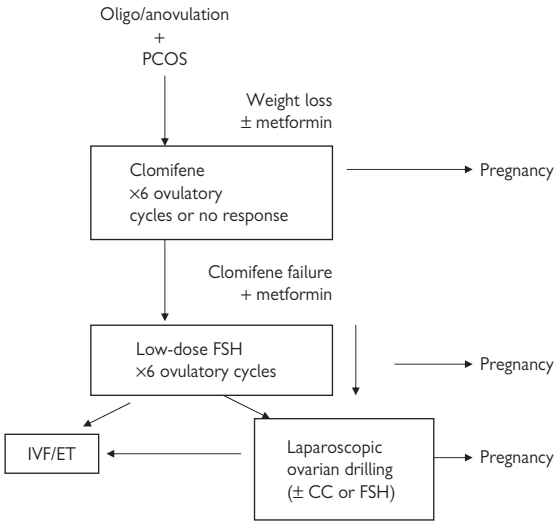 Oligo/anovulation
+
PCOS
Weight loss
± metformin
Clomifene
×6 ovulatory
cycles or no response
Pregnancy
Clomifene failure
+ metformin
Low-dose FSH
×6 ovulatory cycles
Pregnancy
IVF/ET
Laparoscopic
ovarian drilling
(± CC or FSH)
Pregnancy